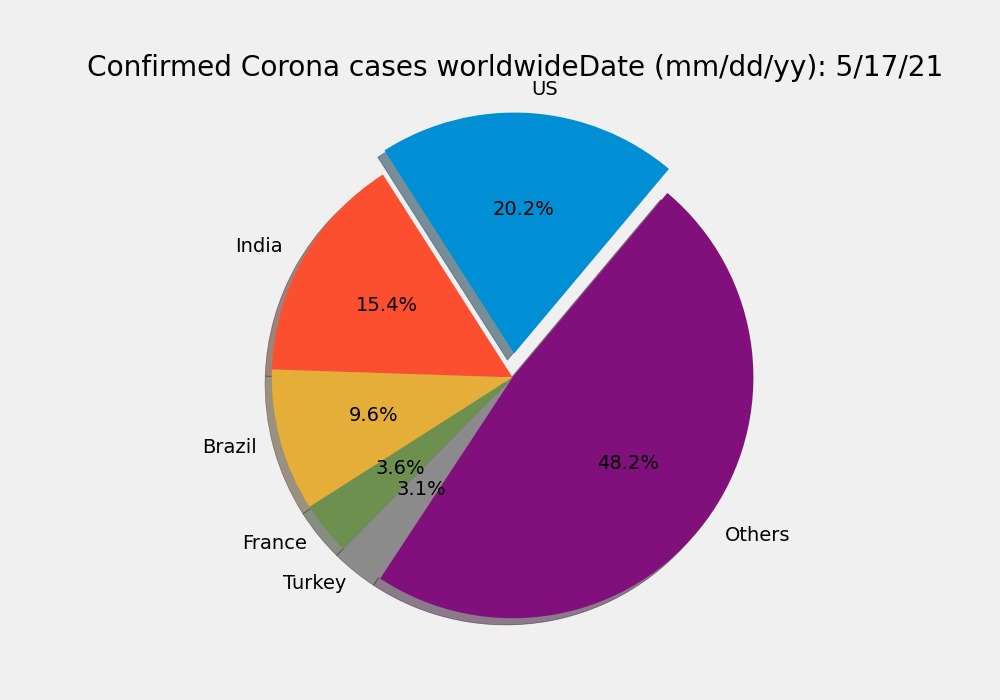 Confirmed Corona cases worldwideDate (mm/dd/yy): 5/17/21
US
20.2%
India
15.4%
9.6%
Brazil
3.6%
48.2%
3.1%
Others
France
Turkey